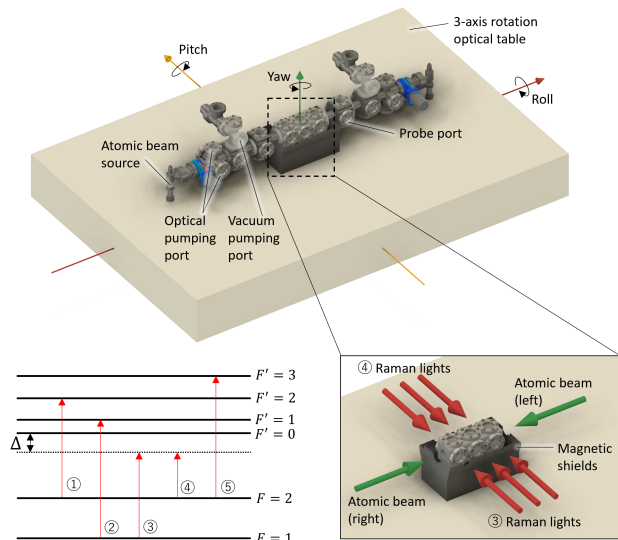 3-axis rotation
optical table
Pitch
Yaw
Roll
Probe port
Atomic beam
source
Optical
pumping
port
Vacuum
pumping
port
F′ = 3
F′ = 2
F′ = 1
F′ = 0
Δ
①
④
⑤
F = 2
②
③
F = 1
④ Raman lights
Atomic beam
(left)
Magnetic
shields
Atomic beam
(right)
③ Raman lights